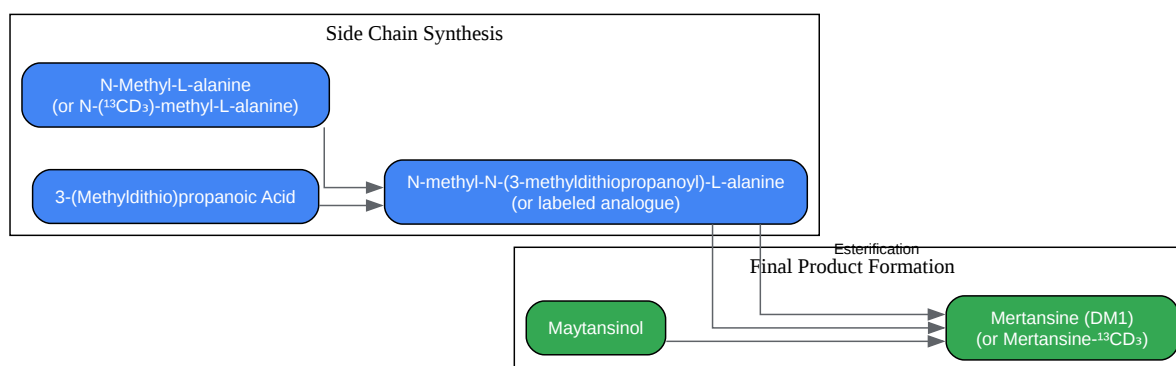 Side Chain Synthesis
N-Methyl-L-alanine
(or N-(¹³CD₃)-methyl-L-alanine)
3-(Methyldithio)propanoic Acid
N-methyl-N-(3-methyldithiopropanoyl)-L-alanine
(or labeled analogue)
Esterification
Final Product Formation
Maytansinol
Mertansine (DM1)
(or Mertansine-¹³CD₃)